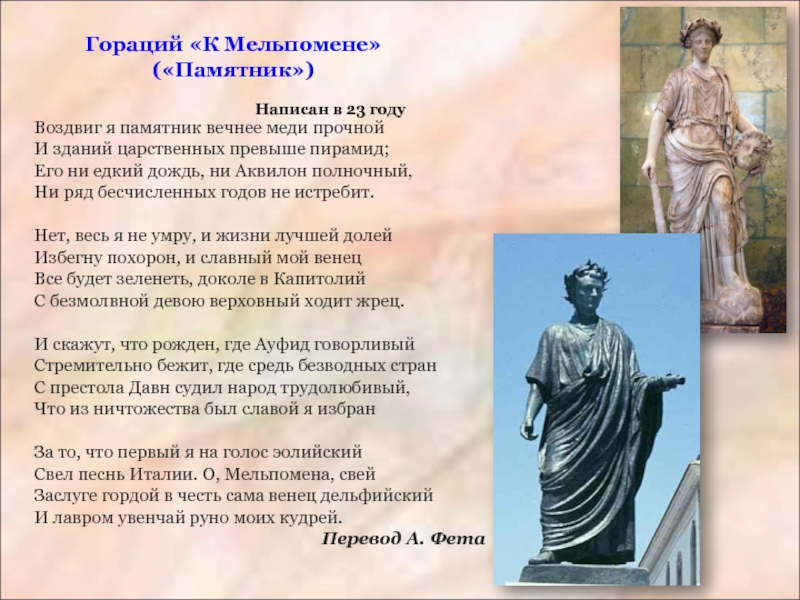 Гораций «К Мельпомене»
(«Памятник»)
Написан в 23 году
Воздвиг я памятник вечнее меди прочной
И зданий царственных превыше пирамид;
Его ни едкий дождь, ни Аквилон полночный,
Ни ряд бесчисленных годов не истребит.
Нет, весь я не умру, и жизни лучшей долей
Избегну похорон, и славный мой венец
Все будет зеленеть, доколе в Капитолий
С безмолвной девою верховный ходит жрец.
И скажут, что рожден, где Ауфид говорливый
Стремительно бежит, где средь безводных стран
С престола Давн судил народ трудолюбивый,
Что из ничтожества был славой я избран
За то, что первый я на голос эолийский
Свел песнь Италии. О, Мельпомена, свей
Заслуге гордой в честь сама венец дельфийский
И лавром увенчай руно моих кудрей.
Перевод А. Фета